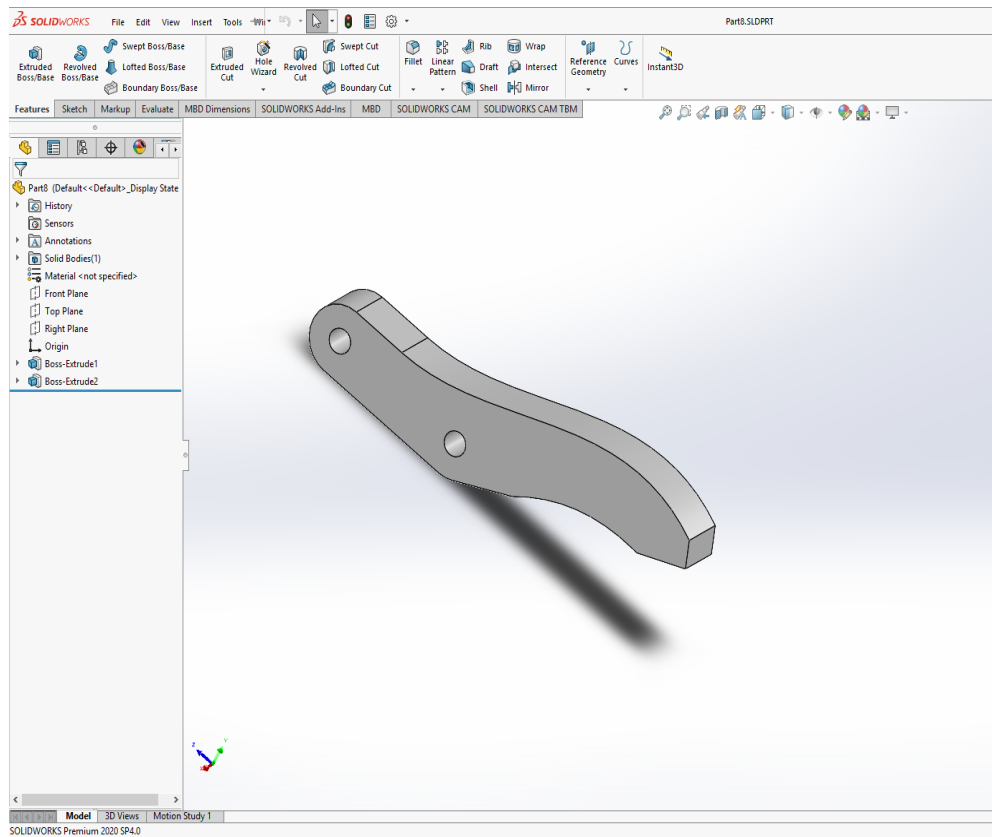 SOLIDWORKS File Edit View Insert Tools Part8.SLDPRT
Extruded Boss/Base
Revolved Boss/Base
Swept Boss/Base
Lofted Boss/Base
Boundary Boss/Base
Extruded Cut
Hole Wizard
Revolved Cut
Swept Cut
Lofted Cut
Boundary Cut
Fillet
Linear Pattern
Rib
Draft
Shell
Wrap
Intersect
Mirror
Reference Geometry
Curves
Instant3D
Features Sketch Markup Evaluate MBD Dimensions SOLIDWORKS Add-Ins MBD SOLIDWORKS CAM SOLIDWORKS CAM TBM
Part8 (Default<<Default>_Display State
History
Sensors
Annotations
Solid Bodies(1)
Material <not specified>
Front Plane
Top Plane
Right Plane
Origin
Boss-Extrude1
Boss-Extrude2
Model 3D Views Motion Study 1
SOLIDWORKS Premium 2020 SP4.0